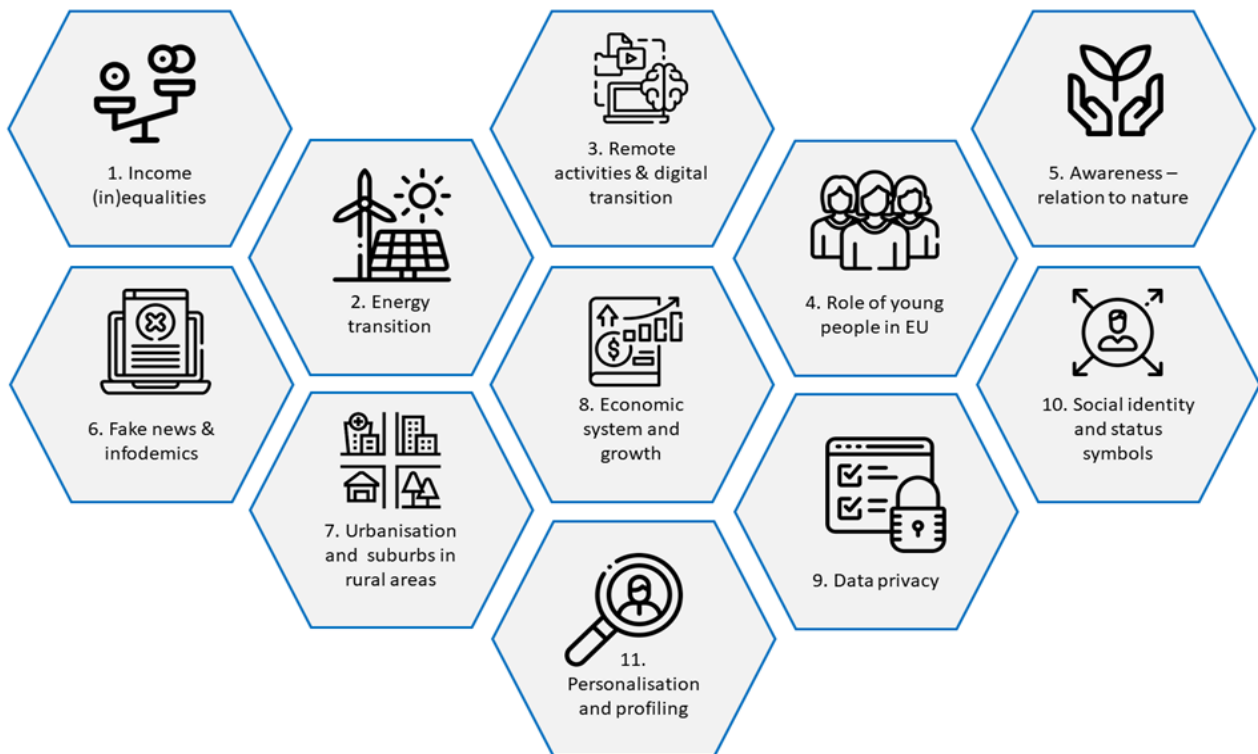 1. Income
(in)equalities
2. Energy
transition
3. Remote
activities & digital
transition
4. Role of young
people in EU
5. Awareness –
relation to nature
6. Fake news &
infodemics
7. Urbanisation
and suburbs in
rural areas
$
8. Economic
system and
growth
9. Data privacy
10. Social identity
and status
symbols
11.
Personalisation
and profiling